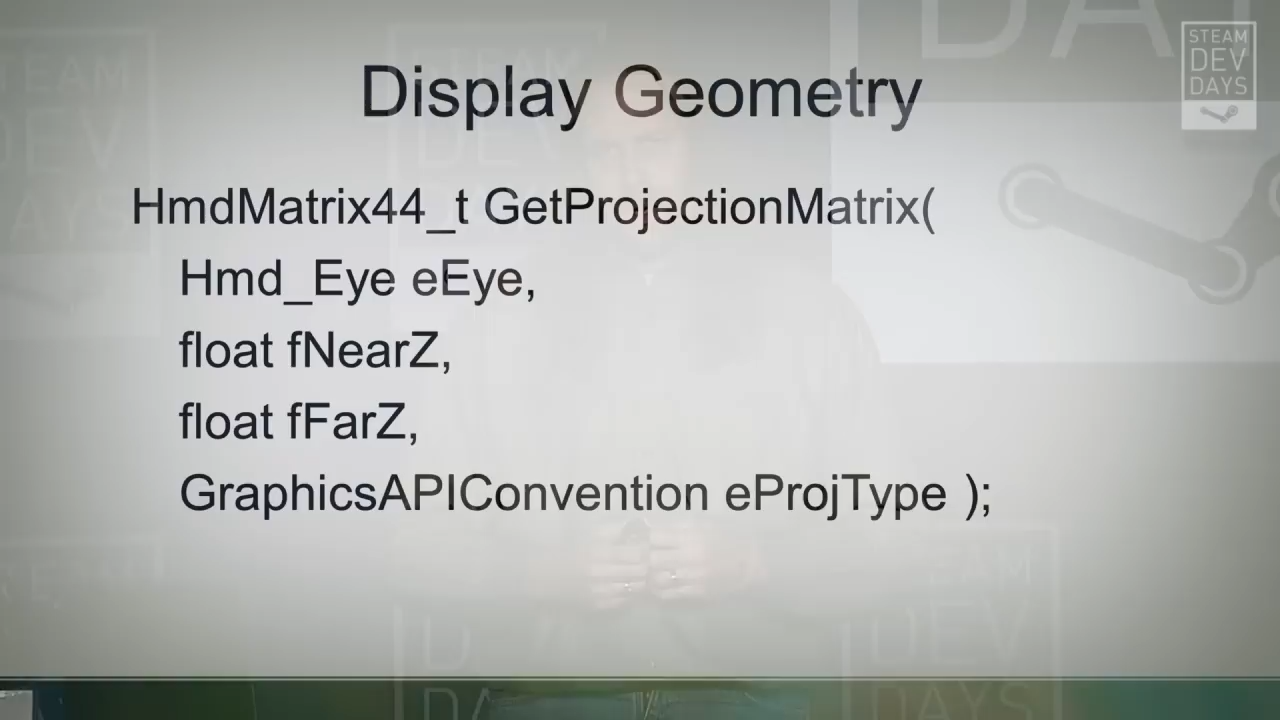 Display Geometry
STEAM
DEV
DAYS
HmdMatrix44_t GetProjectionMatrix(
Hmd_Eye eEye,
float fNearZ,
float fFarZ,
GraphicsAPIConvention eProjType );